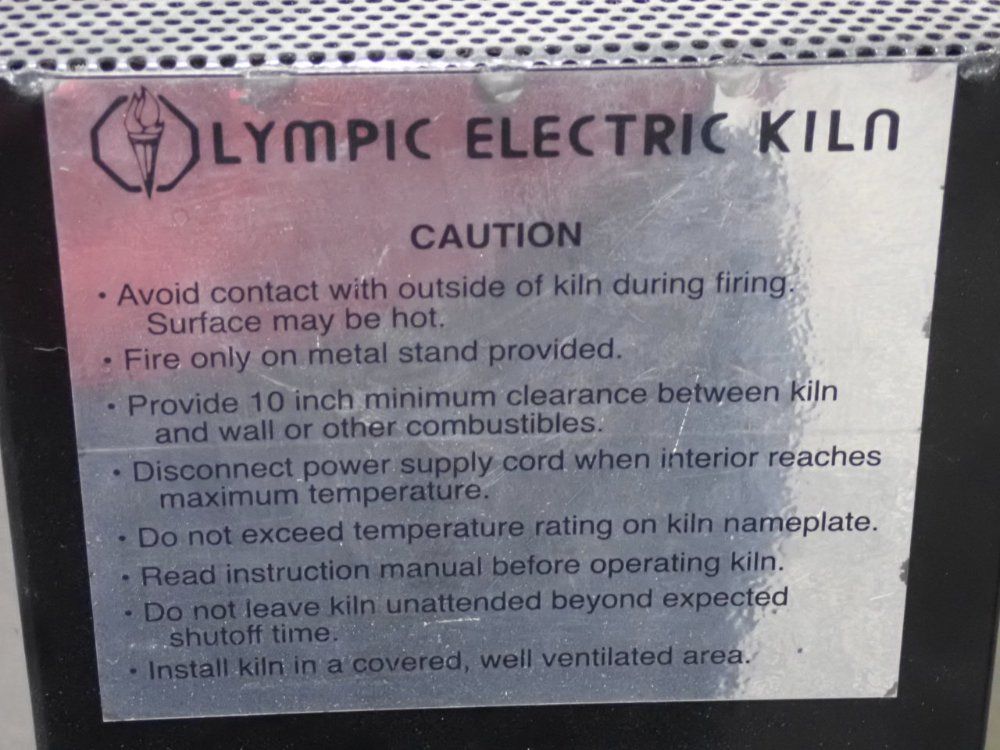 OLYMPIC ELECTRIC KILN
CAUTION
• Avoid contact with outside of kiln during firing.
Surface may be hot.
• Fire only on metal stand provided.
• Provide 10 inch minimum clearance between kiln
and wall or other combustibles.
• Disconnect power supply cord when interior reaches
maximum temperature.
• Do not exceed temperature rating on kiln nameplate.
• Read instruction manual before operating kiln.
• Do not leave kiln unattended beyond expected
shutoff time.
• Install kiln in a covered, well ventilated area.